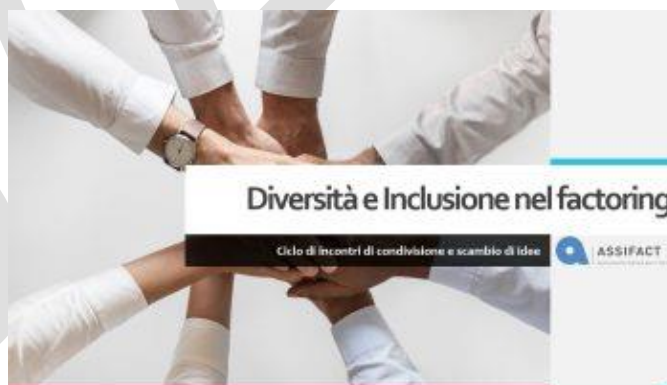 Diversità e Inclusione nel factoring
Ciclo di incontri di condivisione e scambio di idee
ASSIFACT